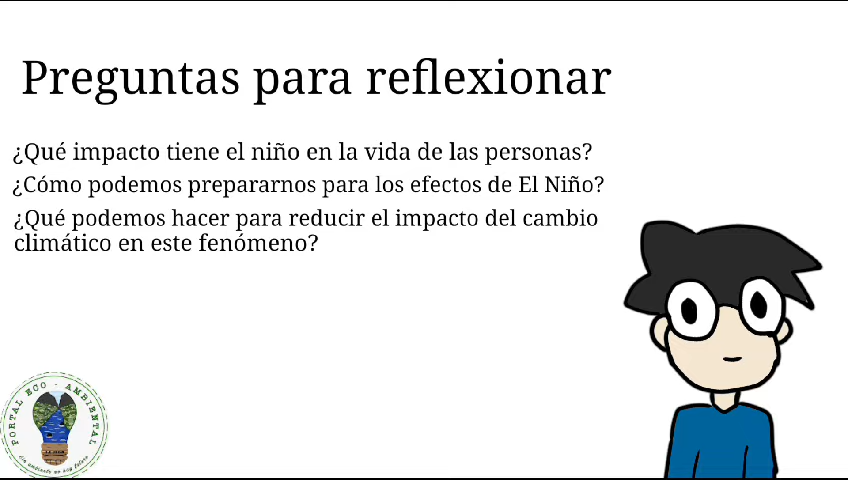 Preguntas para reflexionar
¿Qué impacto tiene el niño en la vida de las personas?
¿Cómo podemos prepararnos para los efectos de El Niño?
¿Qué podemos hacer para reducir el impacto del cambio
climático en este fenómeno?
PORTAL ECO - AMBIENTAL